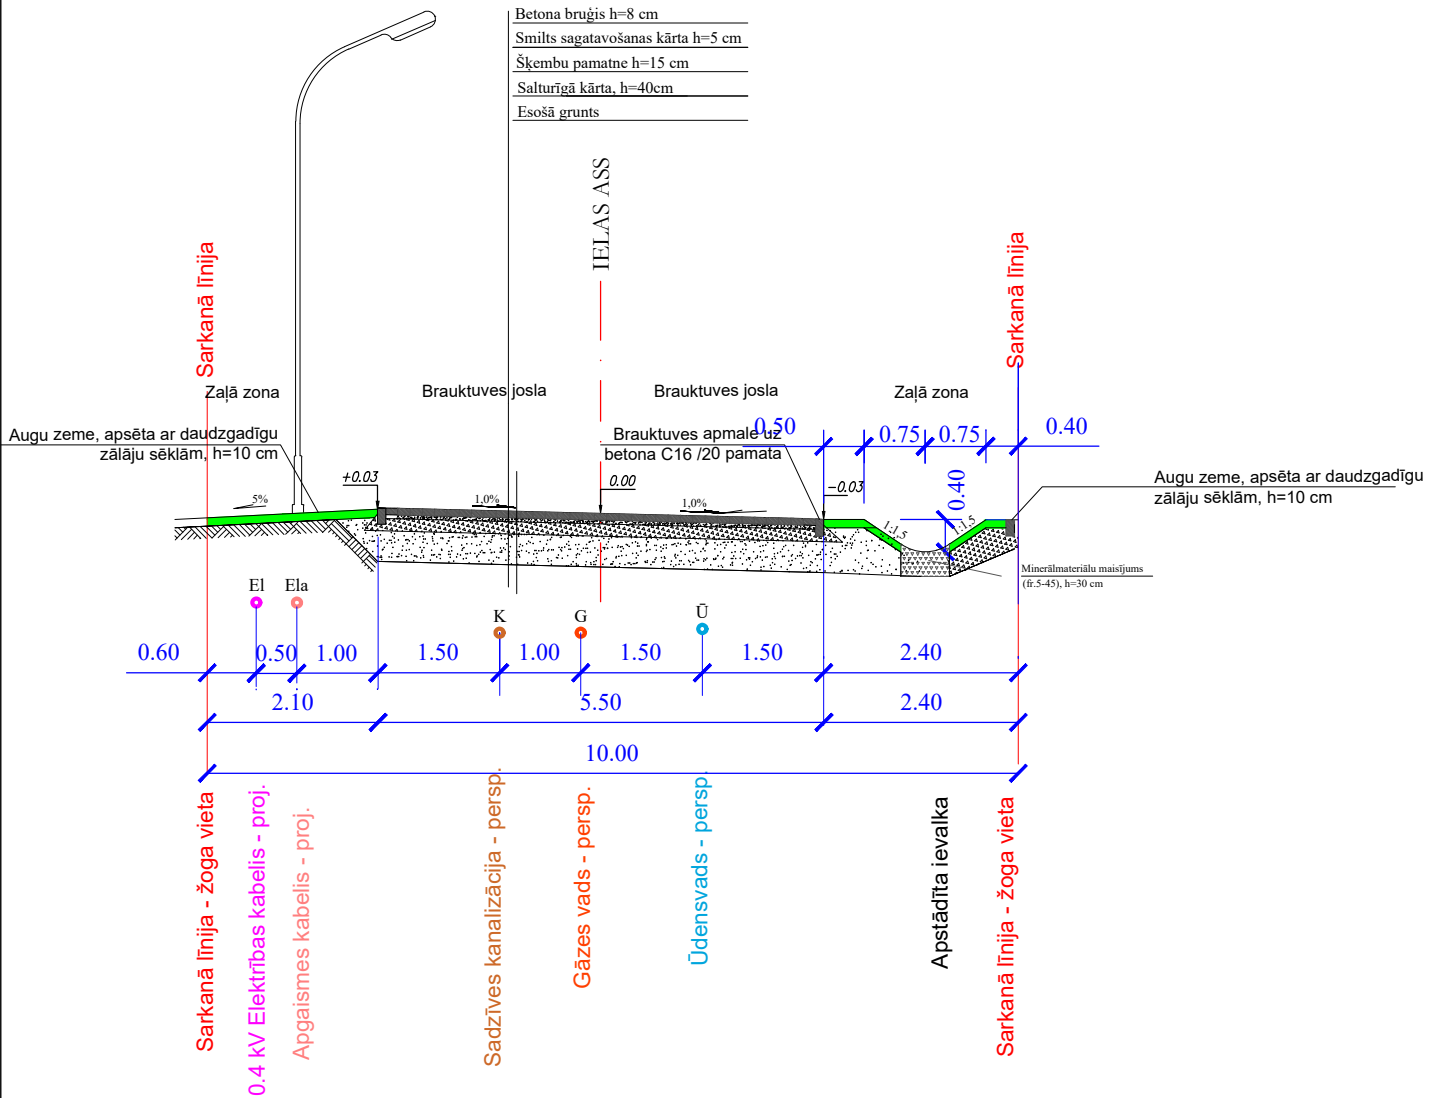 Betona bruģis h=8 cm
Smilts sagatavošanas kārta h=5 cm
Šķembu pamatne h=15 cm
Salturīgā kārta, h=40cm
Esošā grunts
IELAS ASS
Sarkanā līnija
Sarkanā līnija
Zaļā zona
Brauktuves josla
Brauktuves josla
Zaļā zona
Augu zeme, apsēta ar daudzgadīgu
zālāju sēklām, h=10 cm
Brauktuves apmale uz
betona C16 /20 pamata
0.50
0.75
0.75
0.40
0.40
Augu zeme, apsēta ar daudzgadīgu
zālāju sēklām, h=10 cm
+0.03
0.00
-0.03
5%
1,0%
1,0%
1:1,5
1:1,5
Minerālmateriālu maisījums
(fr.5-45), h=30 cm
El
Ela
K
G
Ū
0.60
0.50
1.00
1.50
1.00
1.50
1.50
2.40
2.10
5.50
2.40
10.00
Sarkanā līnija - žoga vieta
0.4 kV Elektrības kabelis - proj.
Apgaismes kabelis - proj.
Sadzīves kanalizācija - persp.
Gāzes vads - persp.
Ūdensvads - persp.
Apstādīta ievalka
Sarkanā līnija - žoga vieta